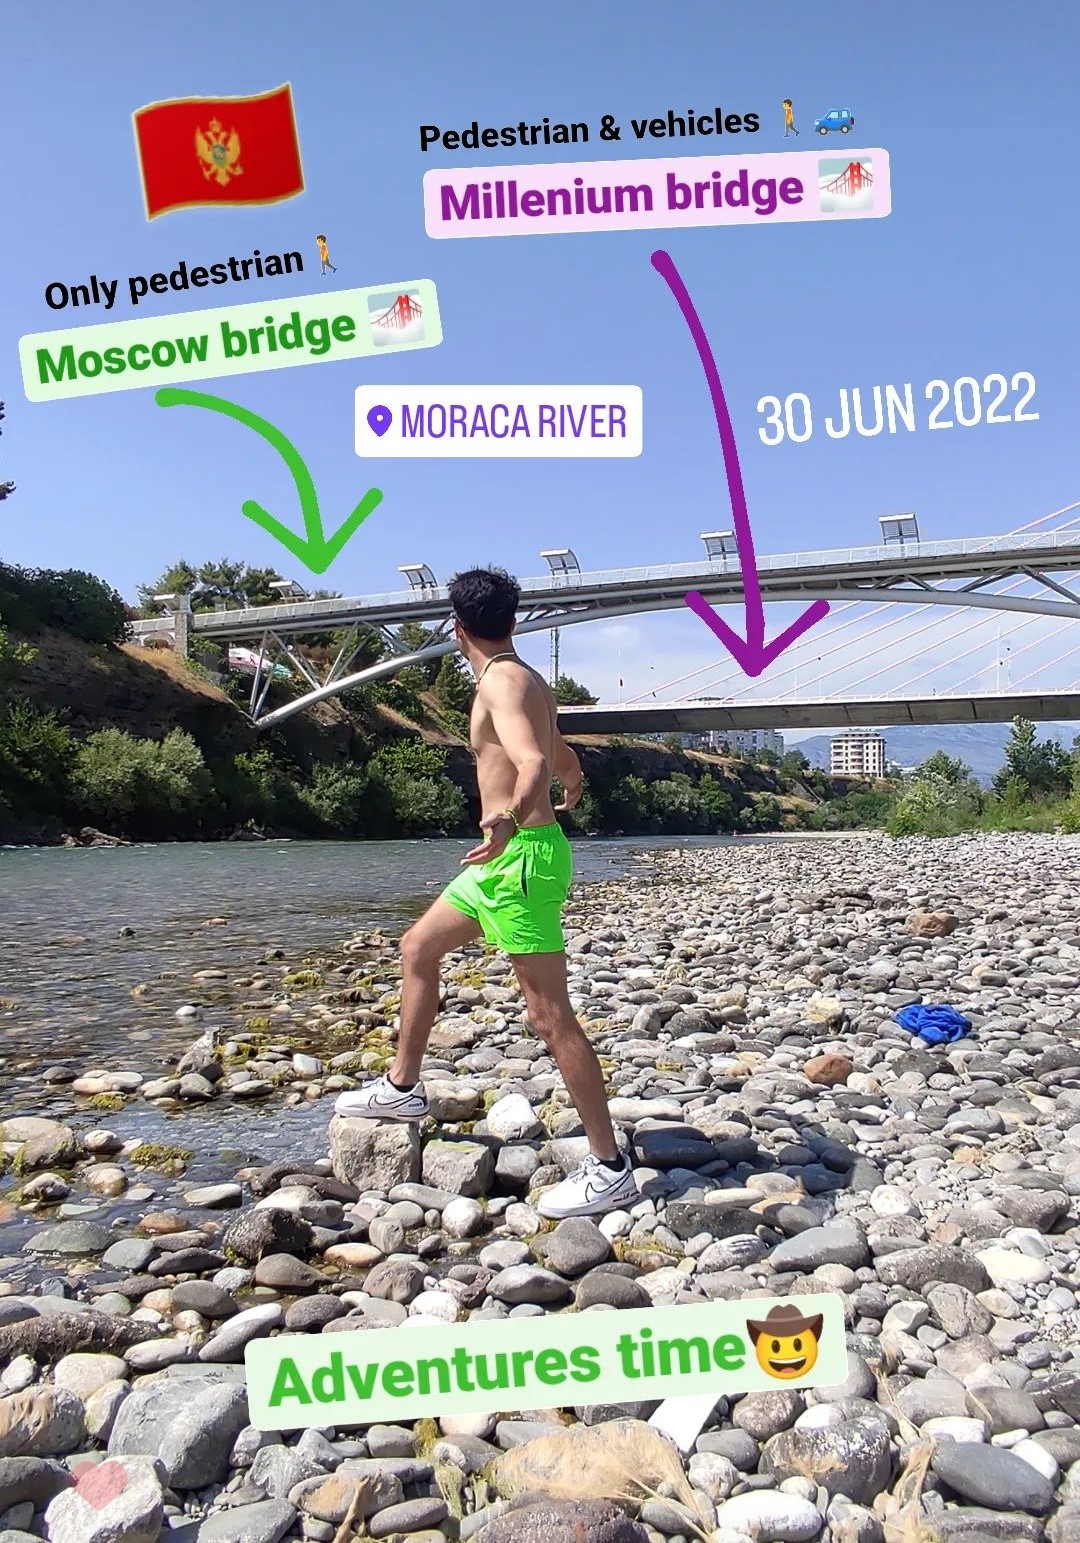 Pedestrian & vehicles
Millenium bridge
Only pedestrian
Moscow bridge
MORACA RIVER
30 JUN 2022
Adventures time